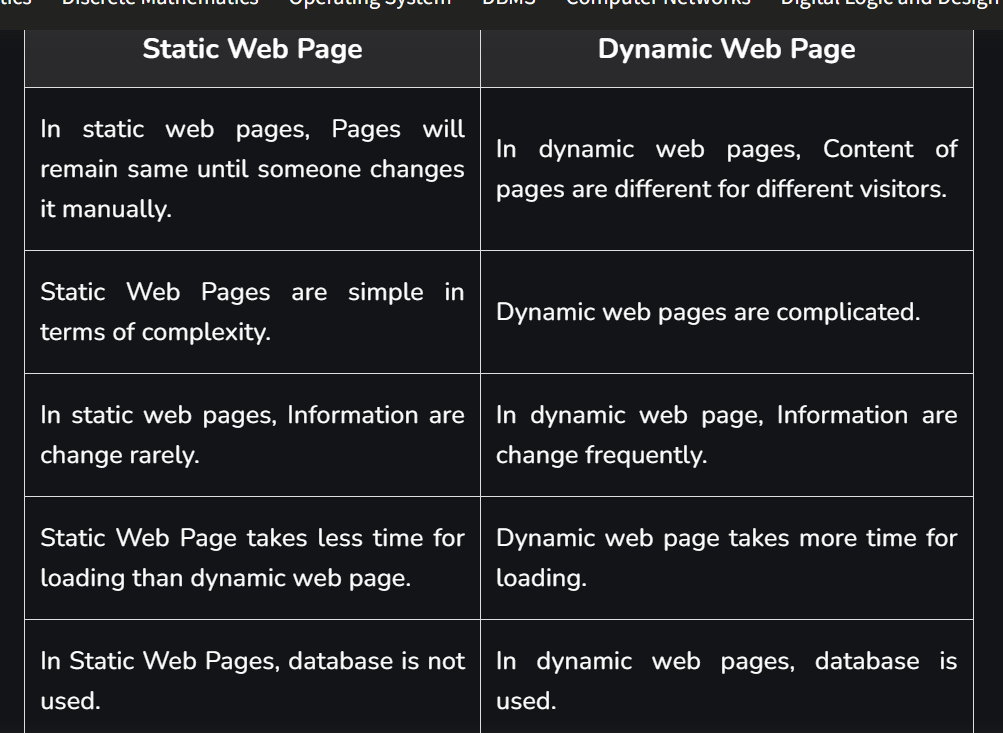 Discrete Mathematics Operating System DBMS Computer Networks Digital Logic and Design
Static Web Page Dynamic Web Page
In static web pages, Pages will
remain same until someone changes
it manually.
In dynamic web pages, Content of
pages are different for different visitors.
Static Web Pages are simple in
terms of complexity.
Dynamic web pages are complicated.
In static web pages, Information are
change rarely.
In dynamic web page, Information are
change frequently.
Static Web Page takes less time for
loading than dynamic web page.
Dynamic web page takes more time for
loading.
In Static Web Pages, database is not
used.
In dynamic web pages, database is
used.